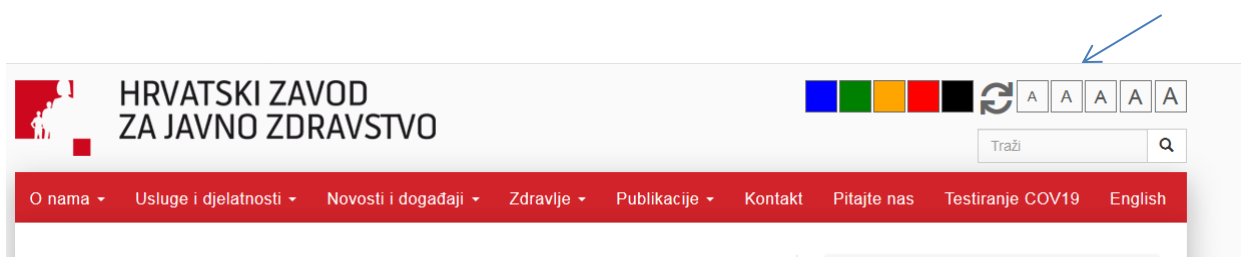 HRVATSKI ZAVOD
ZA JAVNO ZDRAVSTVO
A A A A A
Traži
O nama Usluge i djelatnosti Novosti i događaji Zdravlje Publikacije Kontakt Pitajte nas Testiranje COV19 English